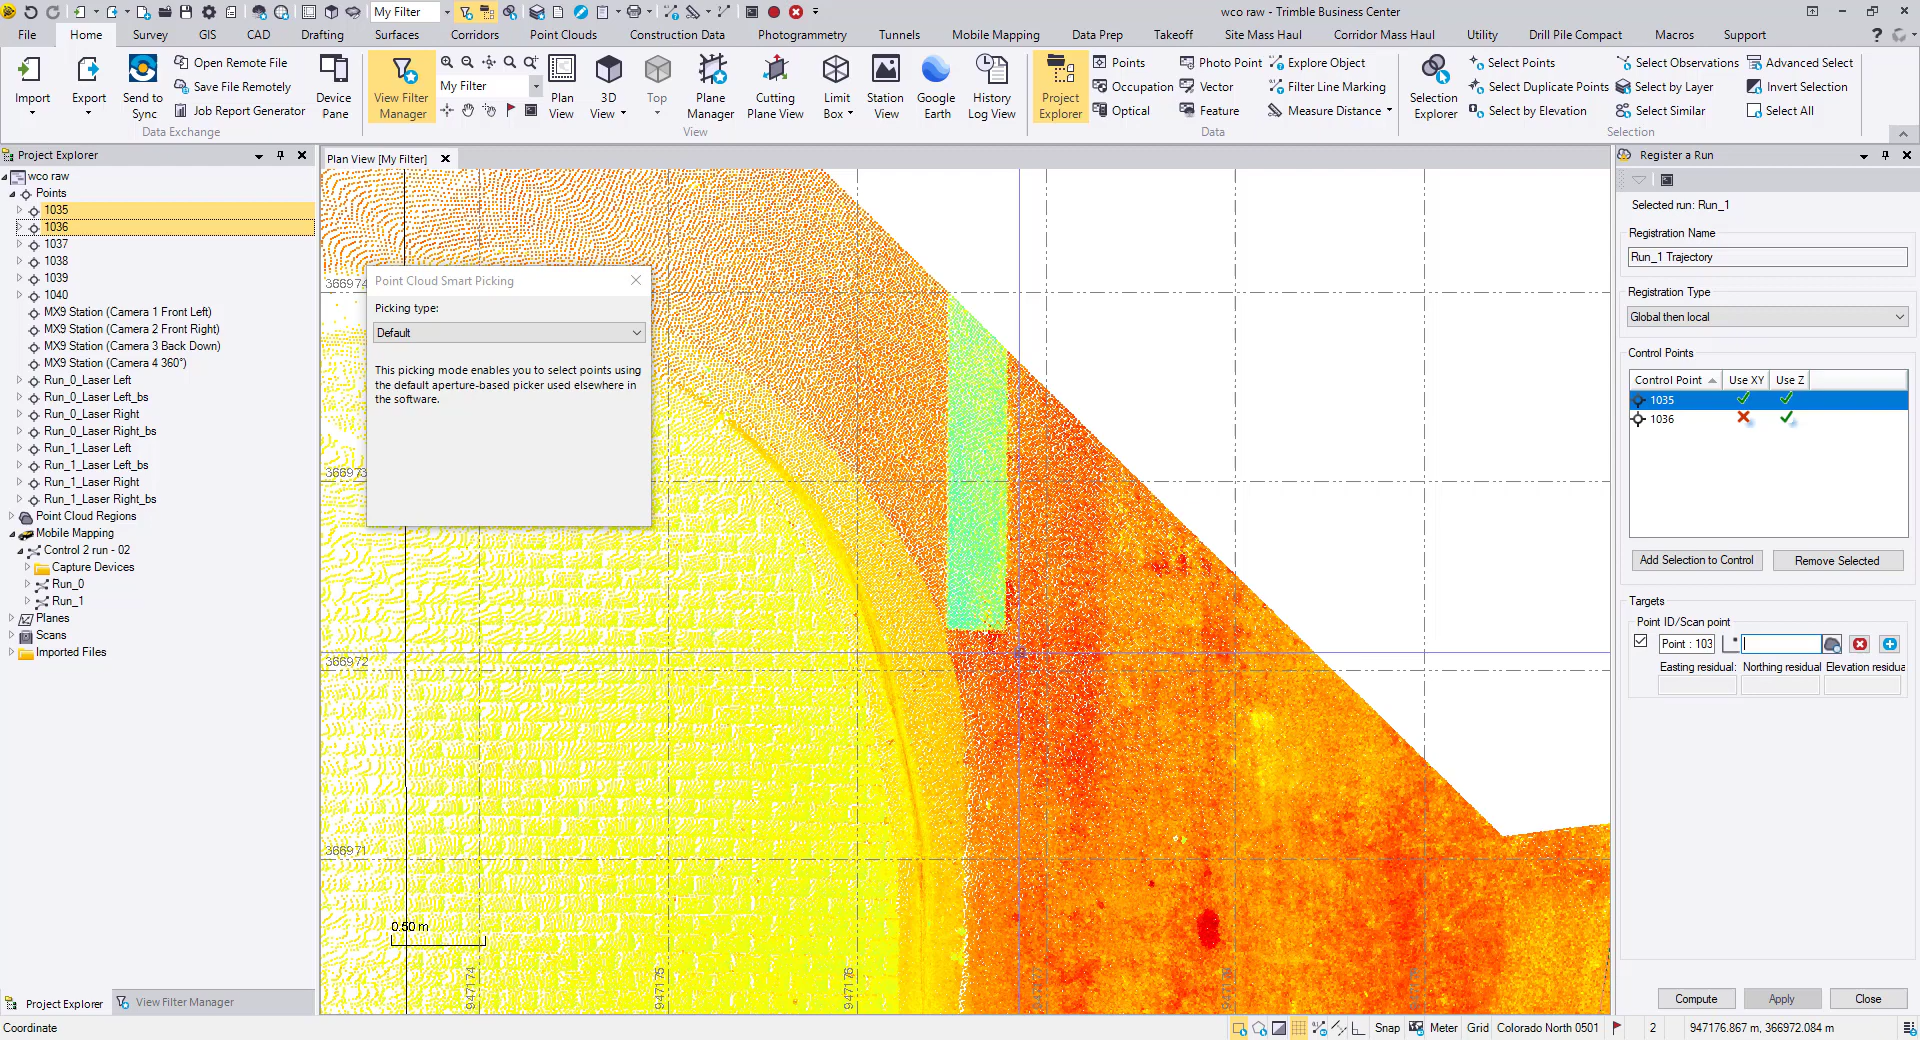 My Filter
wco raw - Trimble Business Center
File Home Survey GIS CAD Drafting Surfaces Corridors Point Clouds Construction Data Photogrammetry Tunnels Mobile Mapping Data Prep Takeoff Site Mass Haul Corridor Mass Haul Utility Drill Pile Compact Macros Support
Import
Export
Send to Sync
Open Remote File
Save File Remotely
Job Report Generator
Device Pane
Data Exchange
View Filter Manager
My Filter
Plan View
3D View
Top
Plane Manager
Cutting Plane View
Limit Box
Station View
Google Earth
History Log View
View
Project Explorer
Points
Occupation
Optical
Photo Point
Vector
Feature
Explore Object
Filter Line Marking
Measure Distance
Data
Selection Explorer
Select Points
Select Duplicate Points
Select by Elevation
Select Observations
Select by Layer
Select Similar
Advanced Select
Invert Selection
Select All
Selection
Project Explorer
wco raw
Points
1035
1036
1037
1038
1039
1040
MX9 Station (Camera 1 Front Left)
MX9 Station (Camera 2 Front Right)
MX9 Station (Camera 3 Back Down)
MX9 Station (Camera 4 360°)
Run_0_Laser Left
Run_0_Laser Left_bs
Run_0_Laser Right
Run_0_Laser Right_bs
Run_1_Laser Left
Run_1_Laser Left_bs
Run_1_Laser Right
Run_1_Laser Right_bs
Point Cloud Regions
Mobile Mapping
Control 2 run - 02
Capture Devices
Run_0
Run_1
Planes
Scans
Imported Files
Project Explorer
View Filter Manager
Plan View [My Filter]
366974
366973
366972
366971
Point Cloud Smart Picking
Picking type:
Default
This picking mode enables you to select points using
the default aperture-based picker used elsewhere in
the software.
0.50 m
947174
947175
947176
Register a Run
Selected run: Run_1
Registration Name
Run_1 Trajectory
Registration Type
Global then local
Control Points
Control Point Use XY Use Z
1035
1036
Add Selection to Control
Remove Selected
Targets
Point ID/Scan point
Point : 103
Easting residual: Northing residual Elevation residua
Compute
Apply
Close
Coordinate
Snap
Meter
Grid
Colorado North 0501
2
947176.867 m, 366972.084 m